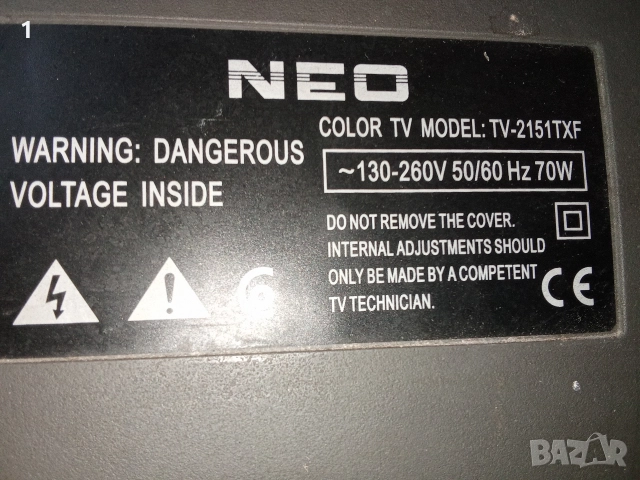 1
NEO
COLOR TV MODEL: TV-2151TXF
WARNING: DANGEROUS
VOLTAGE INSIDE
~130-260V 50/60 Hz 70W
DO NOT REMOVE THE COVER.
INTERNAL ADJUSTMENTS SHOULD
ONLY BE MADE BY A COMPETENT
TV TECHNICIAN.
CE
BAZAR